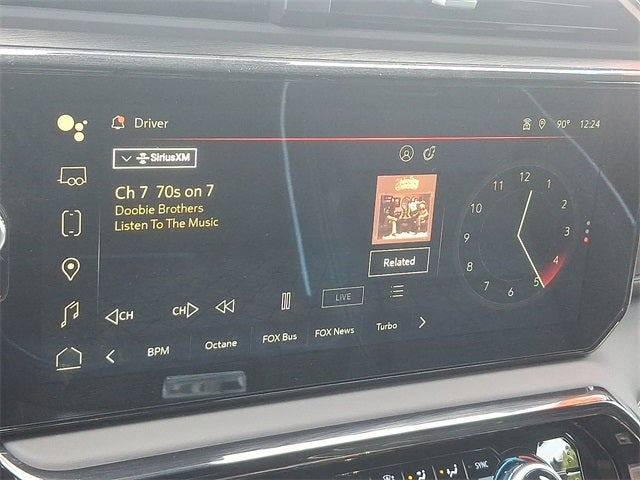 Driver
90° 12:24
SiriusXM
Ch 7 70s on 7
Doobie Brothers
Listen To The Music
Related
12
1
2
3
4
5
6
7
8
9
10
11
CH
CH
LIVE
BPM
Octane
FOX Bus
FOX News
Turbo
SYNC